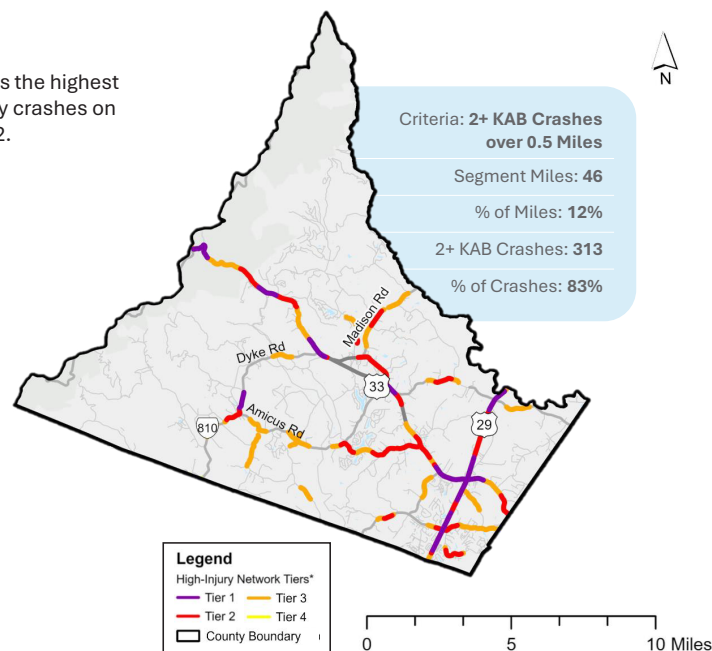 s the highest
y crashes on
2.
N
Criteria: 2+ KAB Crashes
over 0.5 Miles
Segment Miles: 46
% of Miles: 12%
2+ KAB Crashes: 313
% of Crashes: 83%
Madison Rd
Dyke Rd
33
Amicus Rd
810
29
Legend
High-Injury Network Tiers*
Tier 1 Tier 3
Tier 2 Tier 4
County Boundary
0 5 10 Miles